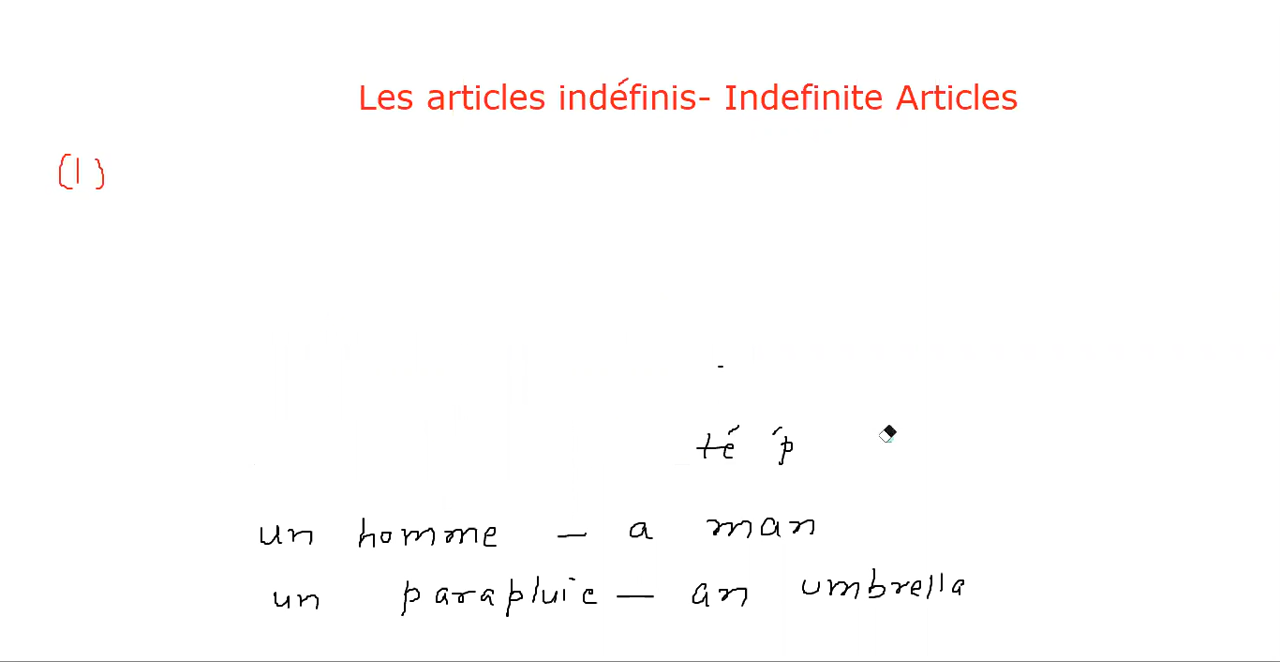 Les articles indéfinis- Indefinite Articles
(1)
té p
un homme – a man
un parapluie – an umbrella